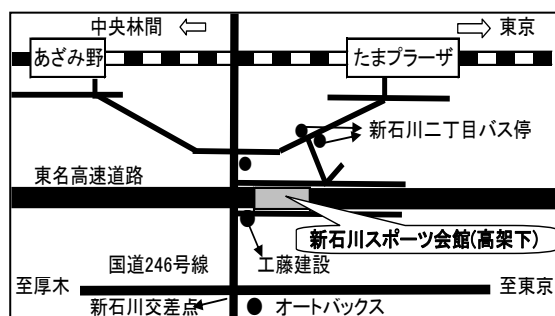 中央林間
東京
あざみ野
たまプラーザ
新石川二丁目バス停
東名高速道路
新石川スポーツ会館(高架下)
国道246号線
工藤建設
至厚木
至東京
新石川交差点
オートバックス